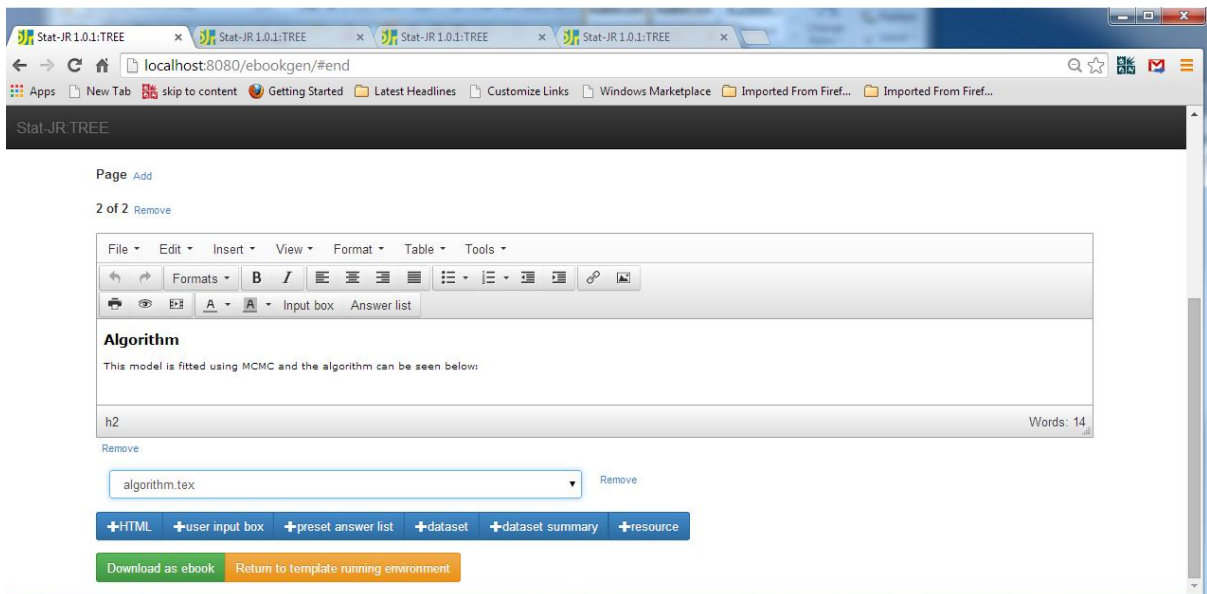 Stat-JR 1.0.1:TREE Stat-JR 1.0.1:TREE Stat-JR 1.0.1:TREE Stat-JR 1.0.1:TREE
localhost:8080/ebookgen/#end
Apps New Tab skip to content Getting Started Latest Headlines Customize Links Windows Marketplace Imported From Firef... Imported From Firef...
Stat-JR:TREE
Page Add
2 of 2 Remove
File Edit Insert View Format Table Tools
Formats B I
A A Input box Answer list
Algorithm
This model is fitted using MCMC and the algorithm can be seen below:
h2 Words: 14
Remove
algorithm.tex Remove
+HTML +user input box +preset answer list +dataset +dataset summary +resource
Download as ebook Return to template running environment